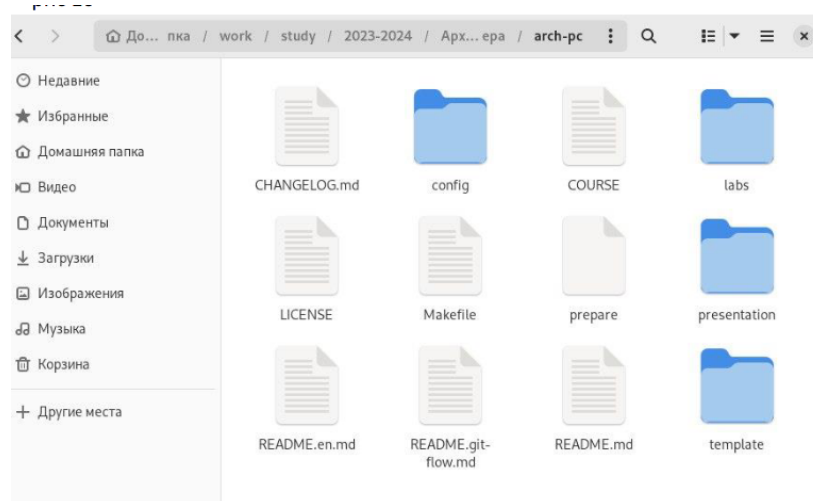 До... пка / work / study / 2023-2024 / Арх... ера / arch-pc
Недавние
Избранные
Домашняя папка
Видео
Документы
Загрузки
Изображения
Музыка
Корзина
Другие места
CHANGELOG.md config COURSE labs
LICENSE Makefile prepare presentation
README.en.md README.git- README.md template
flow.md